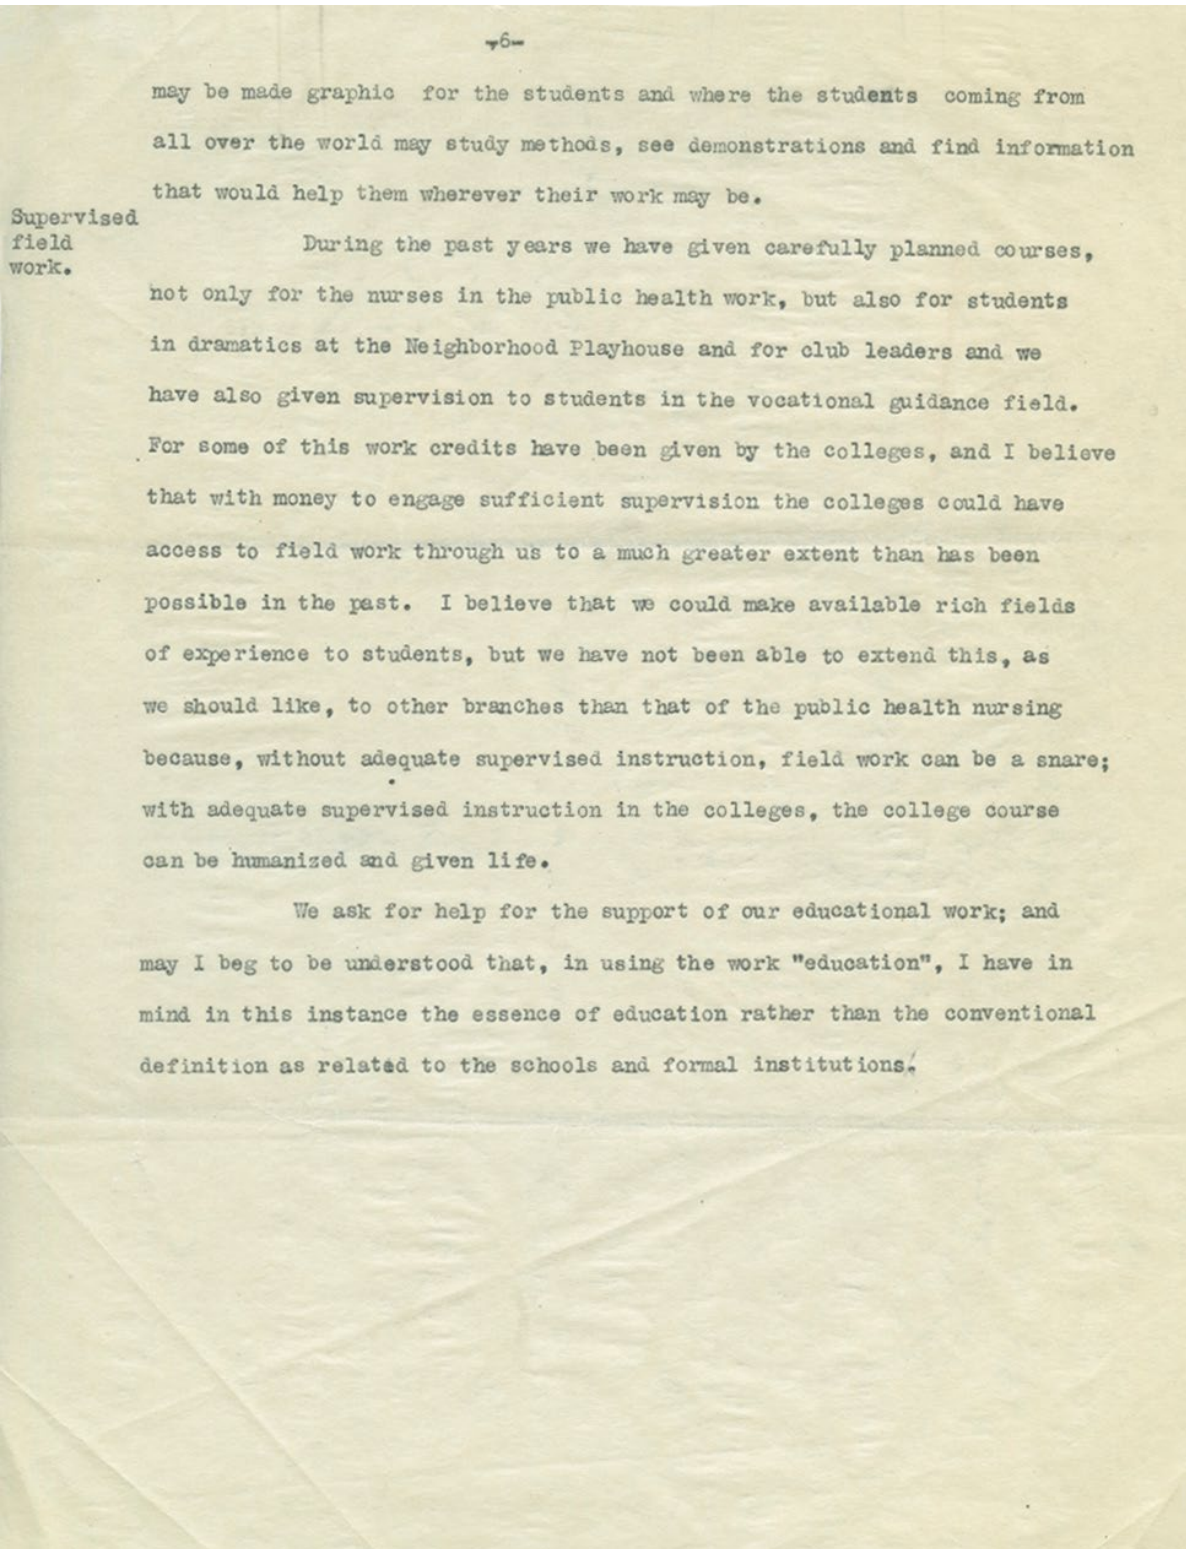 -6-
may be made graphic for the students and where the students coming from
all over the world may study methods, see demonstrations and find information
that would help them wherever their work may be.
Supervised
field
work.
During the past years we have given carefully planned courses,
not only for the nurses in the public health work, but also for students
in dramatics at the Neighborhood Playhouse and for club leaders and we
have also given supervision to students in the vocational guidance field.
For some of this work credits have been given by the colleges, and I believe
that with money to engage sufficient supervision the colleges could have
access to field work through us to a much greater extent than has been
possible in the past. I believe that we could make available rich fields
of experience to students, but we have not been able to extend this, as
we should like, to other branches than that of the public health nursing
because, without adequate supervised instruction, field work can be a snare;
with adequate supervised instruction in the colleges, the college course
can be humanized and given life.
We ask for help for the support of our educational work; and
may I beg to be understood that, in using the work "education", I have in
mind in this instance the essence of education rather than the conventional
definition as related to the schools and formal institutions.